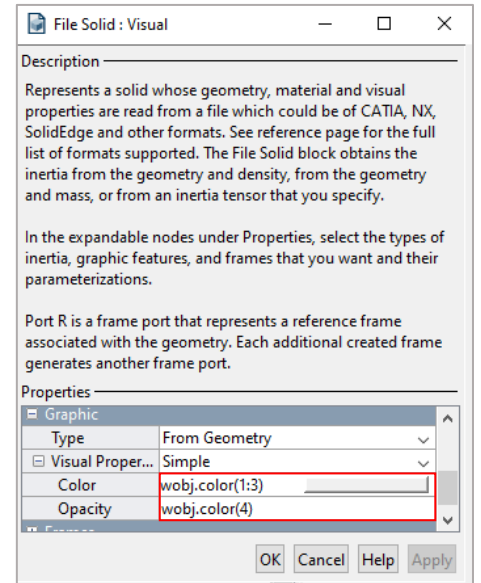 File Solid : Visual
Description
Represents a solid whose geometry, material and visual
properties are read from a file which could be of CATIA, NX,
SolidEdge and other formats. See reference page for the full
list of formats supported. The File Solid block obtains the
inertia from the geometry and density, from the geometry
and mass, or from an inertia tensor that you specify.
In the expandable nodes under Properties, select the types of
inertia, graphic features, and frames that you want and their
parameterizations.
Port R is a frame port that represents a reference frame
associated with the geometry. Each additional created frame
generates another frame port.
Properties
Graphic
Type From Geometry
Visual Proper... Simple
Color wobj.color(1:3)
Opacity wobj.color(4)
OK Cancel Help Apply